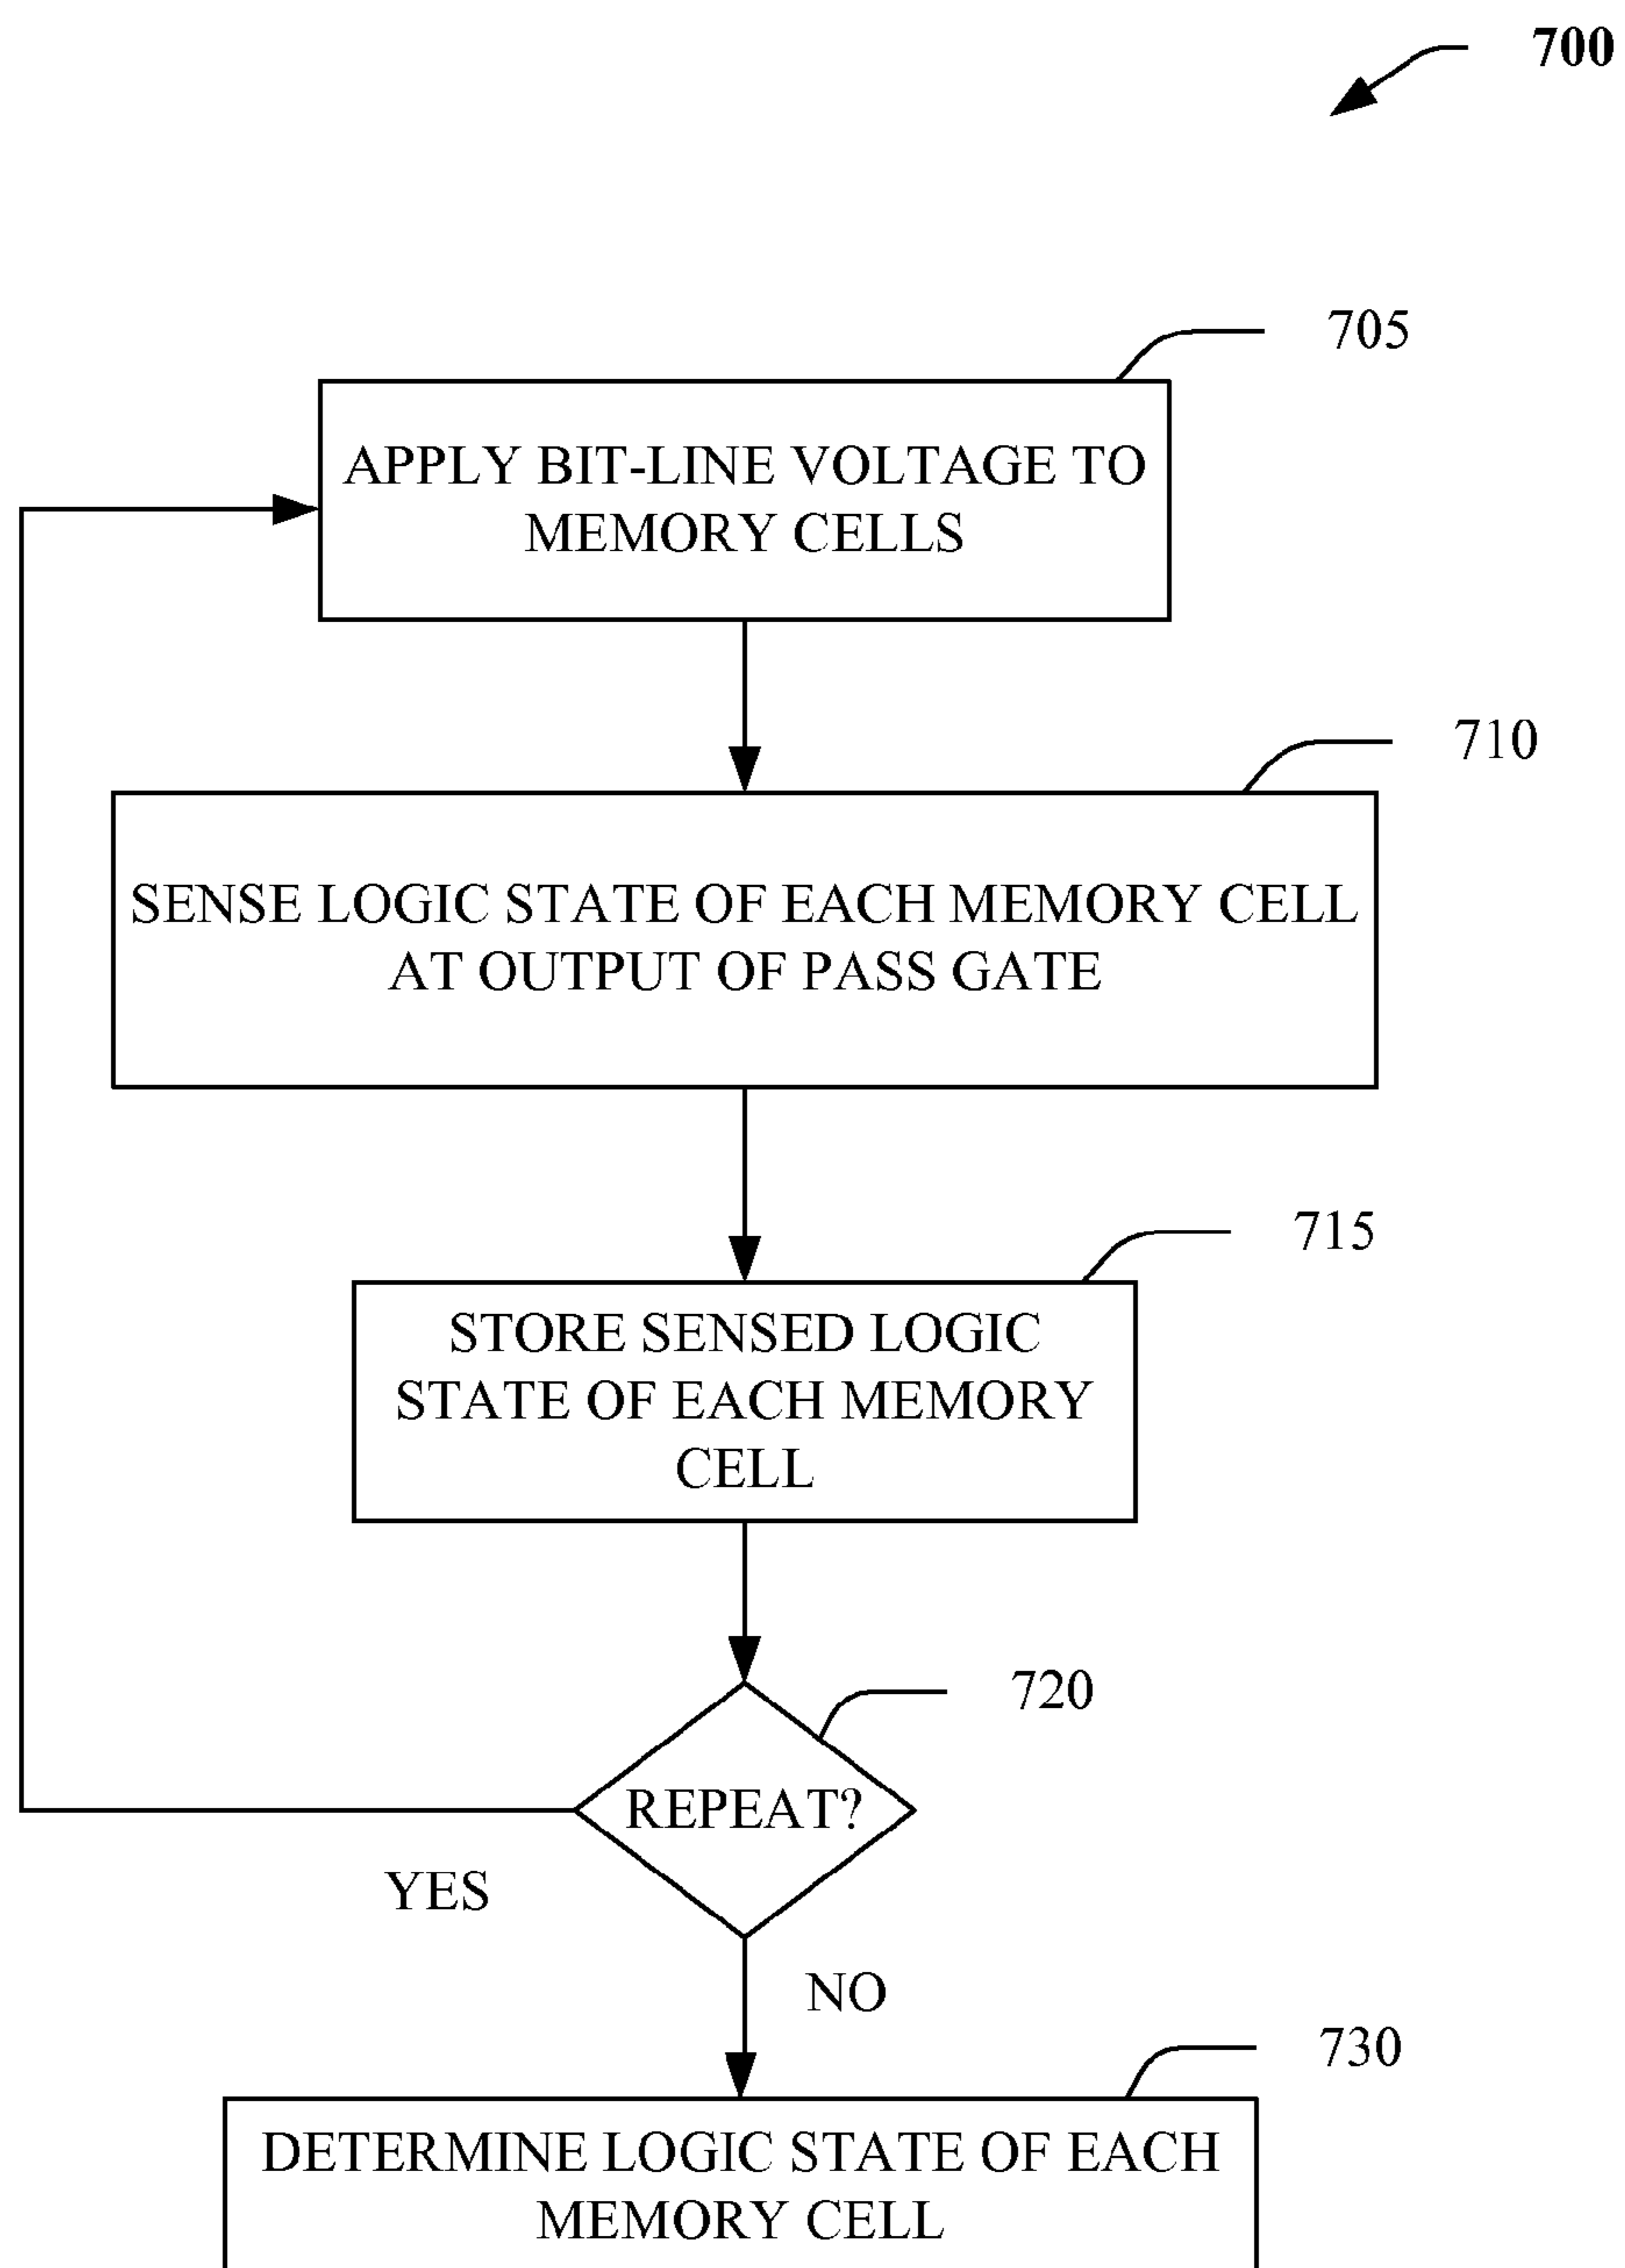 700
705
APPLY BIT-LINE VOLTAGE TO
MEMORY CELLS
710
SENSE LOGIC STATE OF EACH MEMORY CELL
AT OUTPUT OF PASS GATE
715
STORE SENSED LOGIC
STATE OF EACH MEMORY
CELL
720
REPEAT?
YES
NO
730
DETERMINE LOGIC STATE OF EACH
MEMORY CELL